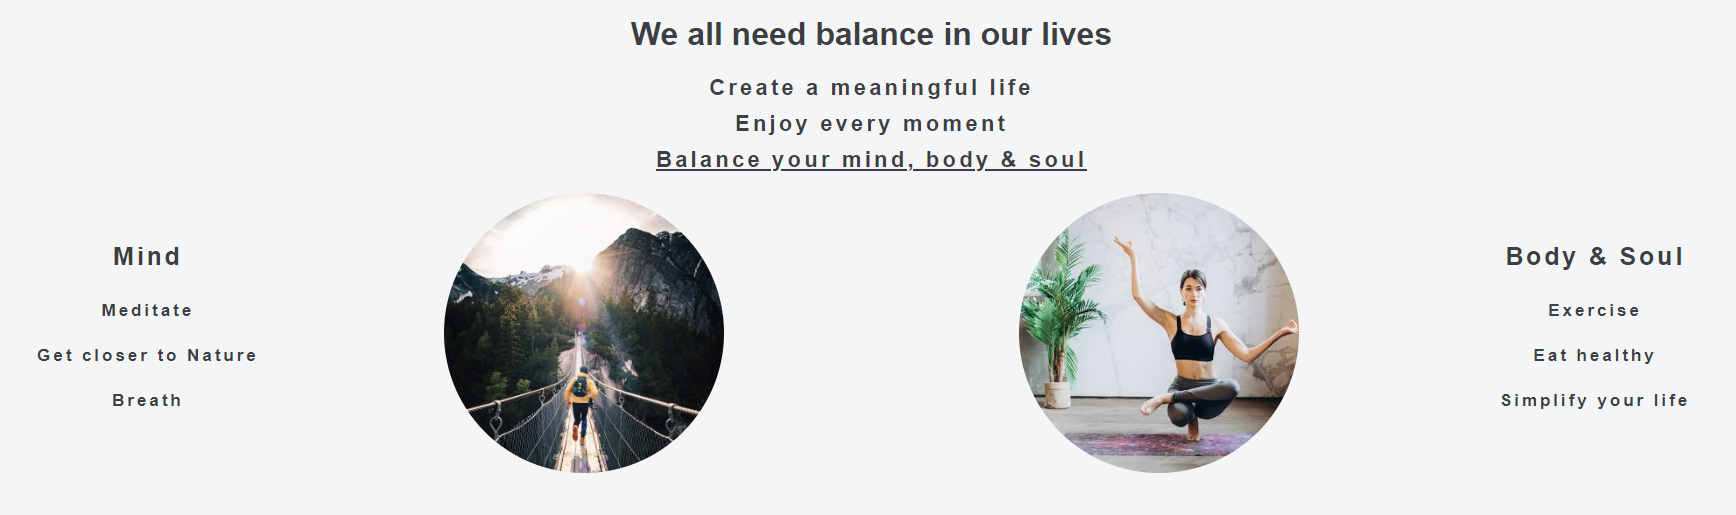 We all need balance in our lives
Create a meaningful life
Enjoy every moment
Balance your mind, body & soul
Mind
Meditate
Get closer to Nature
Breath
Body & Soul
Exercise
Eat healthy
Simplify your life